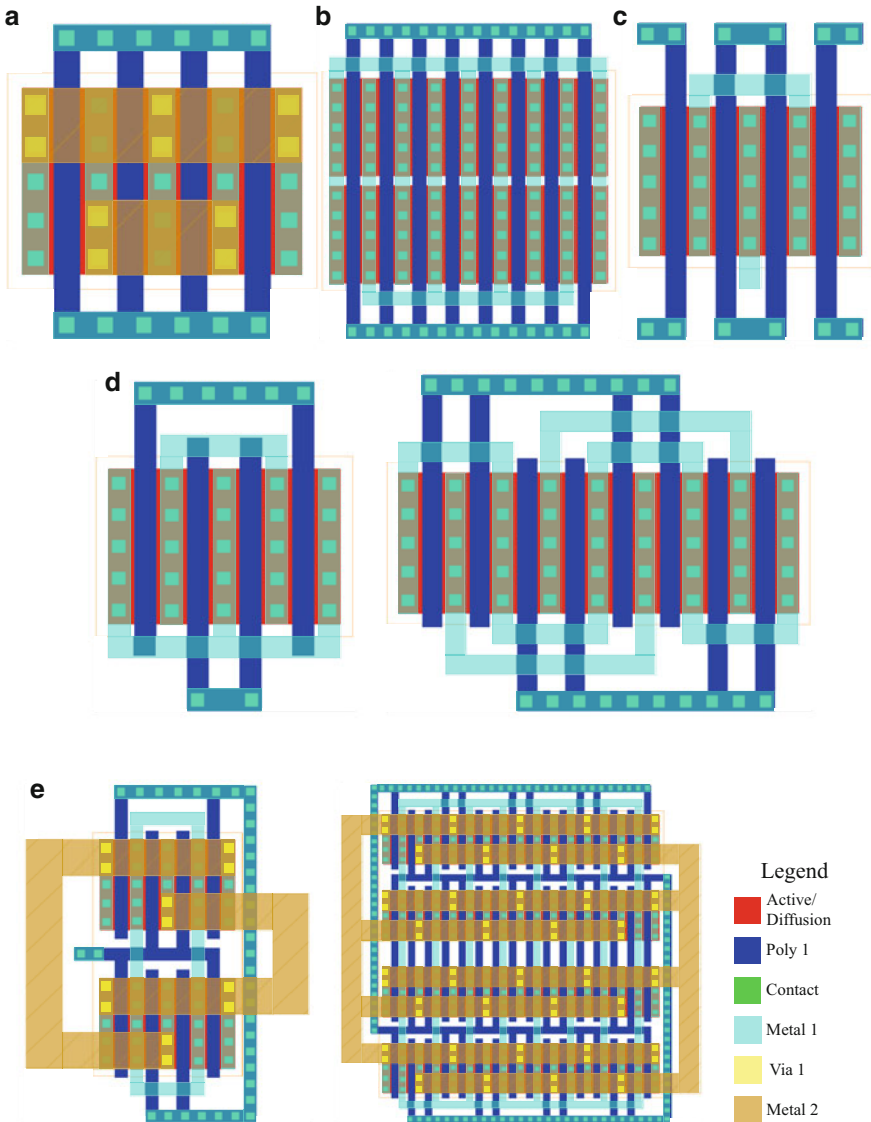 a
b
c
d
e
Legend
Active/
Diffusion
Poly 1
Contact
Metal 1
Via 1
Metal 2